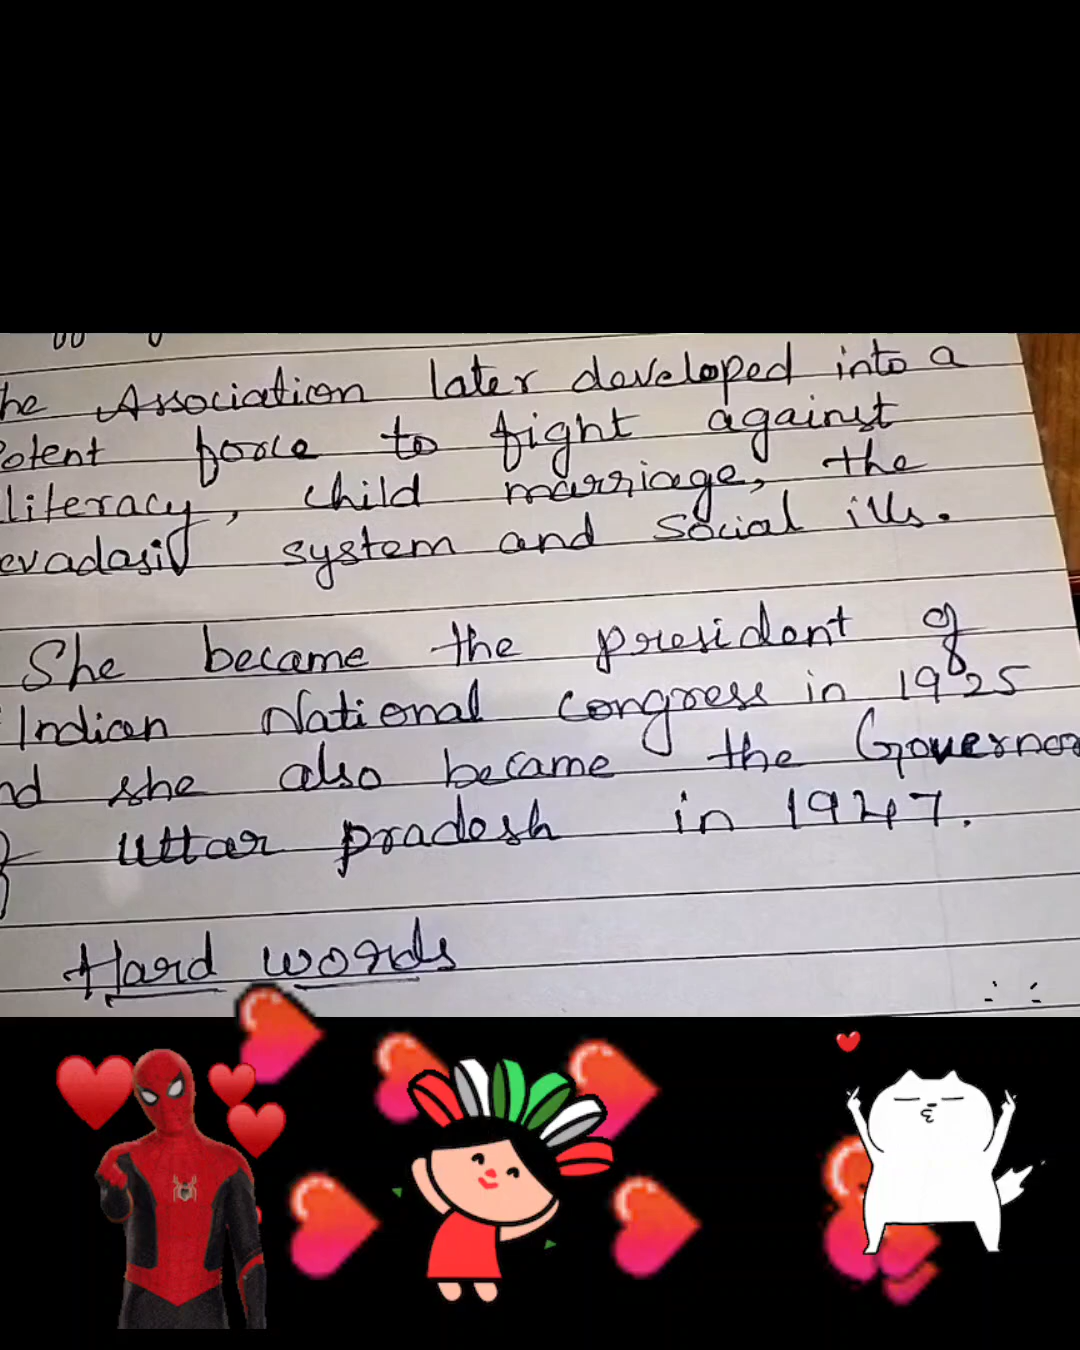 he Association later developed into a
otent force to fight against
literacy, child marriage, the
evadasi system and social ills.
She became the president of
Indian National Congress in 1925
nd she also became the Governor
of Uttar pradesh in 1947.
Hard words